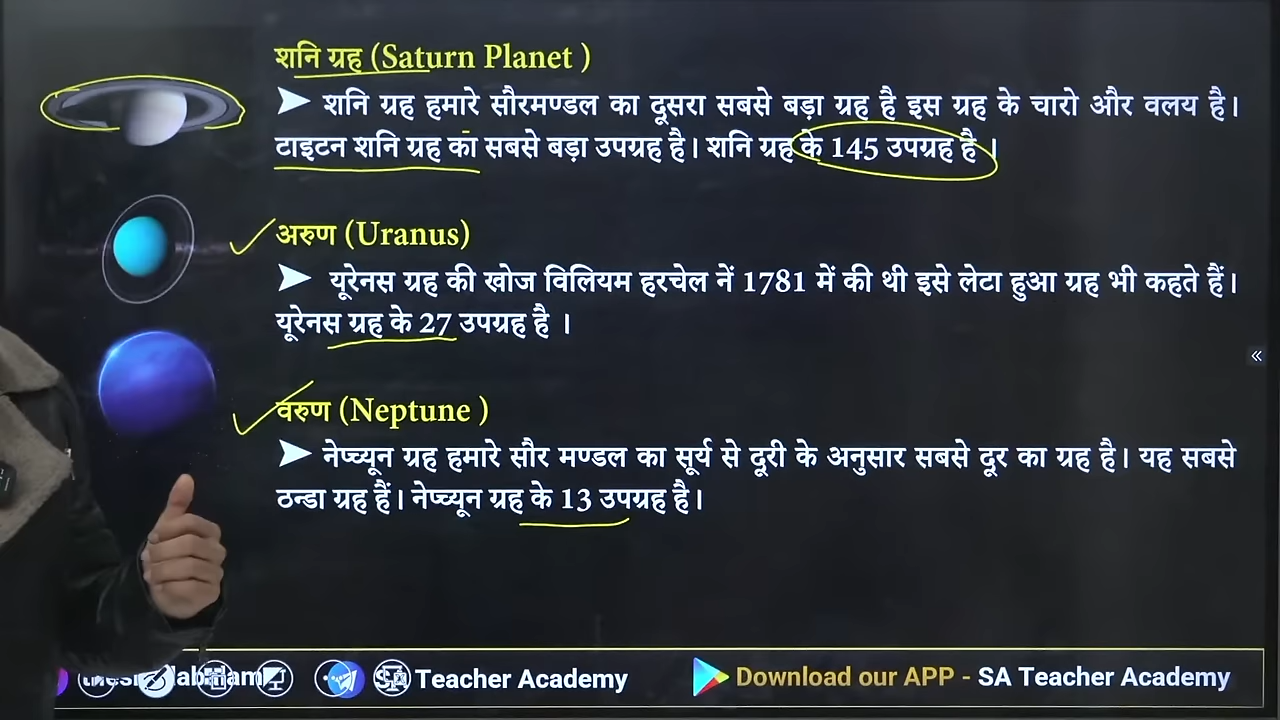 शनि ग्रह (Saturn Planet )
➤ शनि ग्रह हमारे सौरमण्डल का दूसरा सबसे बड़ा ग्रह है इस ग्रह के चारो और वलय है।
टाइटन शनि ग्रह का सबसे बड़ा उपग्रह है। शनि ग्रह के 145 उपग्रह है ।
अरुण (Uranus)
➤ यूरेनस ग्रह की खोज विलियम हरचेल नें 1781 में की थी इसे लेटा हुआ ग्रह भी कहते हैं।
यूरेनस ग्रह के 27 उपग्रह है ।
वरुण (Neptune )
➤ नेप्च्यून ग्रह हमारे सौर मण्डल का सूर्य से दूरी के अनुसार सबसे दूर का ग्रह है। यह सबसे
ठन्डा ग्रह हैं। नेप्च्यून ग्रह के 13 उपग्रह है।
Teacher Academy
Download our APP - SA Teacher Academy